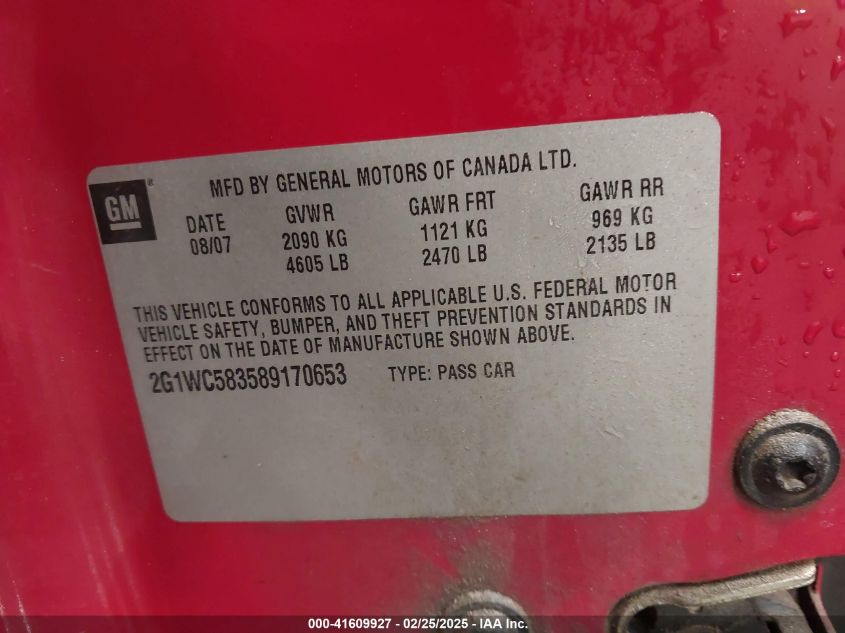 MFD BY GENERAL MOTORS OF CANADA LTD.
GM ®
DATE GVWR GAWR FRT GAWR RR
08/07 2090 KG 1121 KG 969 KG
4605 LB 2470 LB 2135 LB
THIS VEHICLE CONFORMS TO ALL APPLICABLE U.S. FEDERAL MOTOR
VEHICLE SAFETY, BUMPER, AND THEFT PREVENTION STANDARDS IN
EFFECT ON THE DATE OF MANUFACTURE SHOWN ABOVE.
2G1WC583589170653 TYPE: PASS CAR
000-41609927 - 02/25/2025 - IAA Inc.